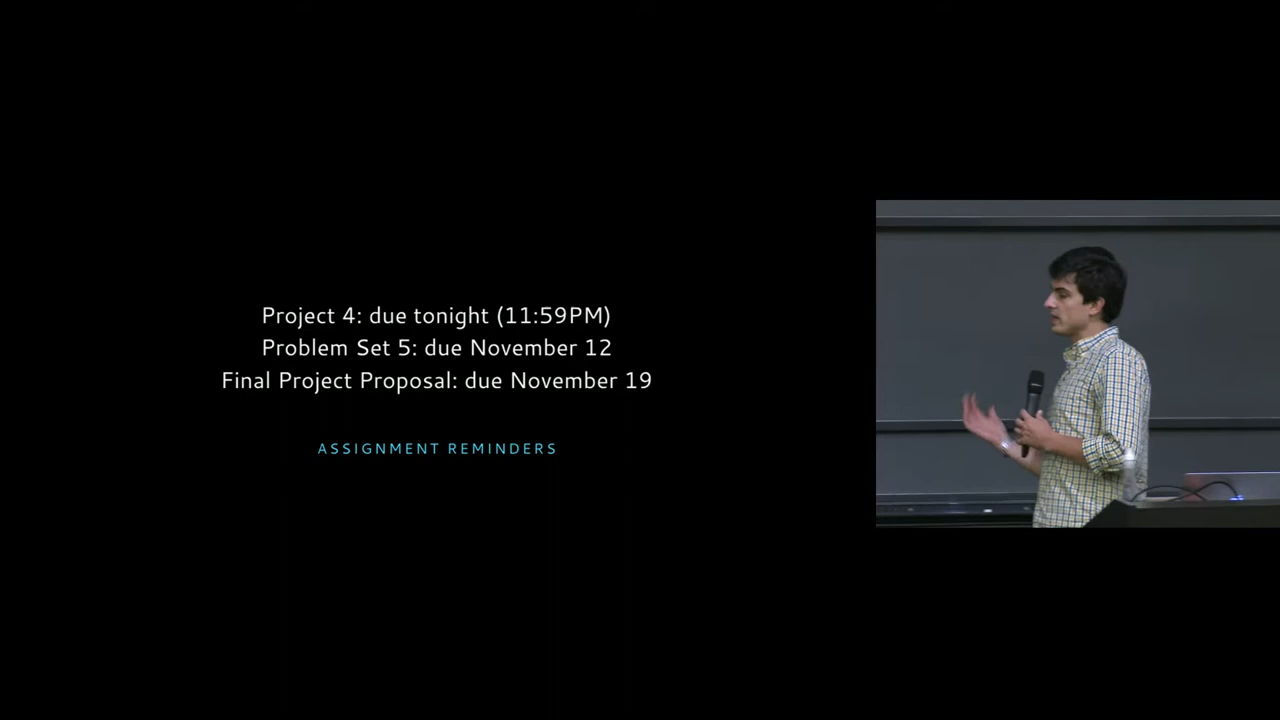 Project 4: due tonight (11:59PM)
Problem Set 5: due November 12
Final Project Proposal: due November 19
ASSIGNMENT REMINDERS